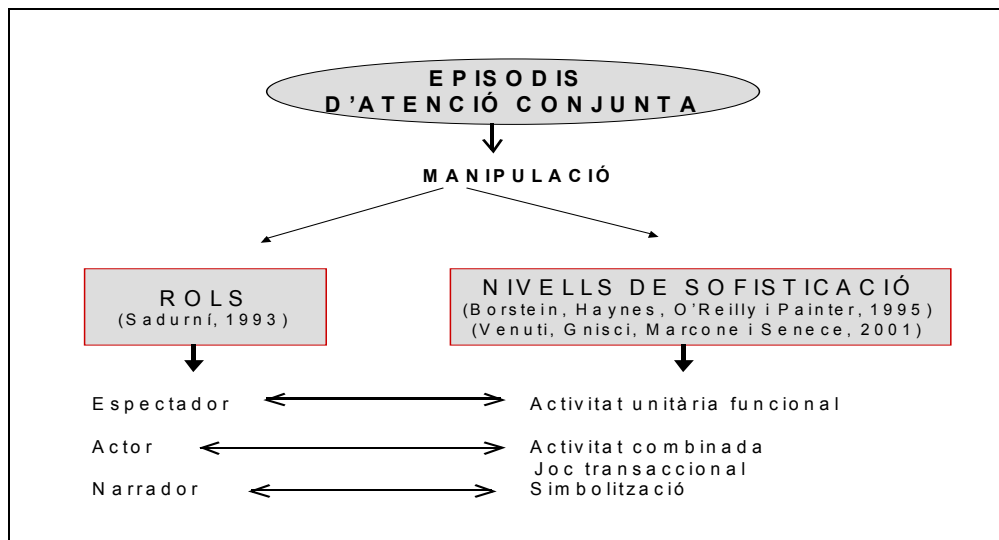 EPISODIS
D'ATENCIÓ CONJUNTA
MANIPULACIÓ
ROLS
(Sadurní, 1993)
NIVELLS DE SOFISTICACIÓ
(Borstein, Haynes, O'Reilly i Painter, 1995)
(Venuti, Gnisci, Marcone i Senece, 2001)
Espectador
Activitat unitària funcional
Actor
Activitat combinada
Joc transaccional
Narrador
Simbolització